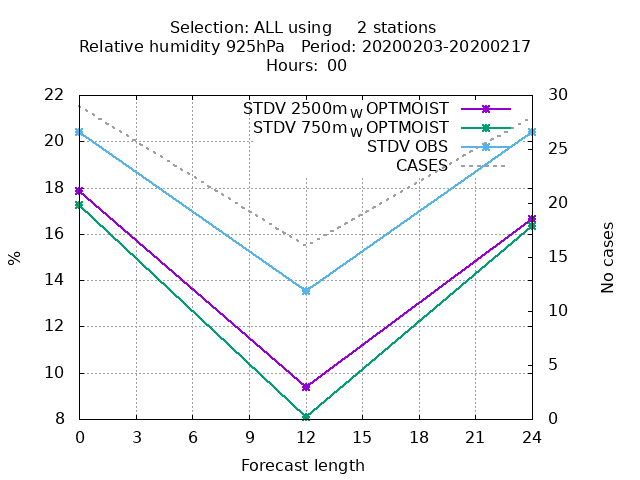 Selection: ALL using 2 stations
Relative humidity 925hPa Period: 20200203-20200217
Hours: 00
STDV 2500m_W OPTMOIST
STDV 750m_W OPTMOIST
STDV OBS
CASES
22
20
18
16
14
12
10
8
%
30
25
20
15
10
5
0
No cases
0 3 6 9 12 15 18 21 24
Forecast length